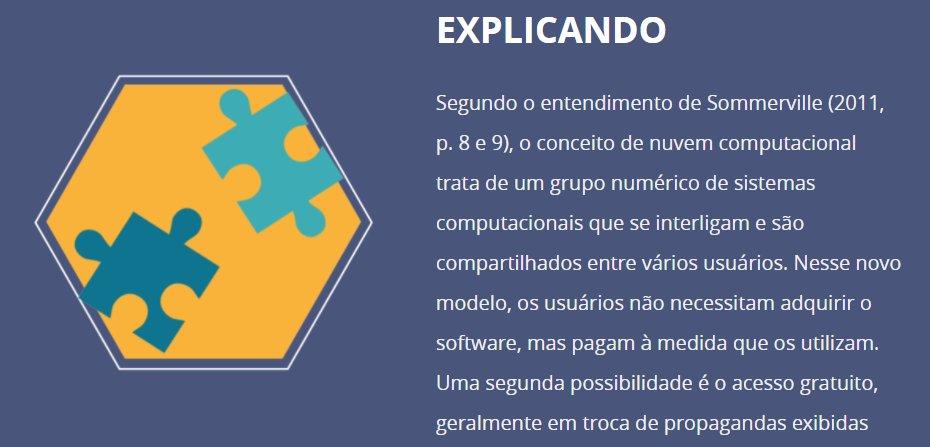 EXPLICANDO
Segundo o entendimento de Sommerville (2011,
p. 8 e 9), o conceito de nuvem computacional
trata de um grupo numérico de sistemas
computacionais que se interligam e são
compartilhados entre vários usuários. Nesse novo
modelo, os usuários não necessitam adquirir o
software, mas pagam à medida que os utilizam.
Uma segunda possibilidade é o acesso gratuito,
geralmente em troca de propagandas exibidas